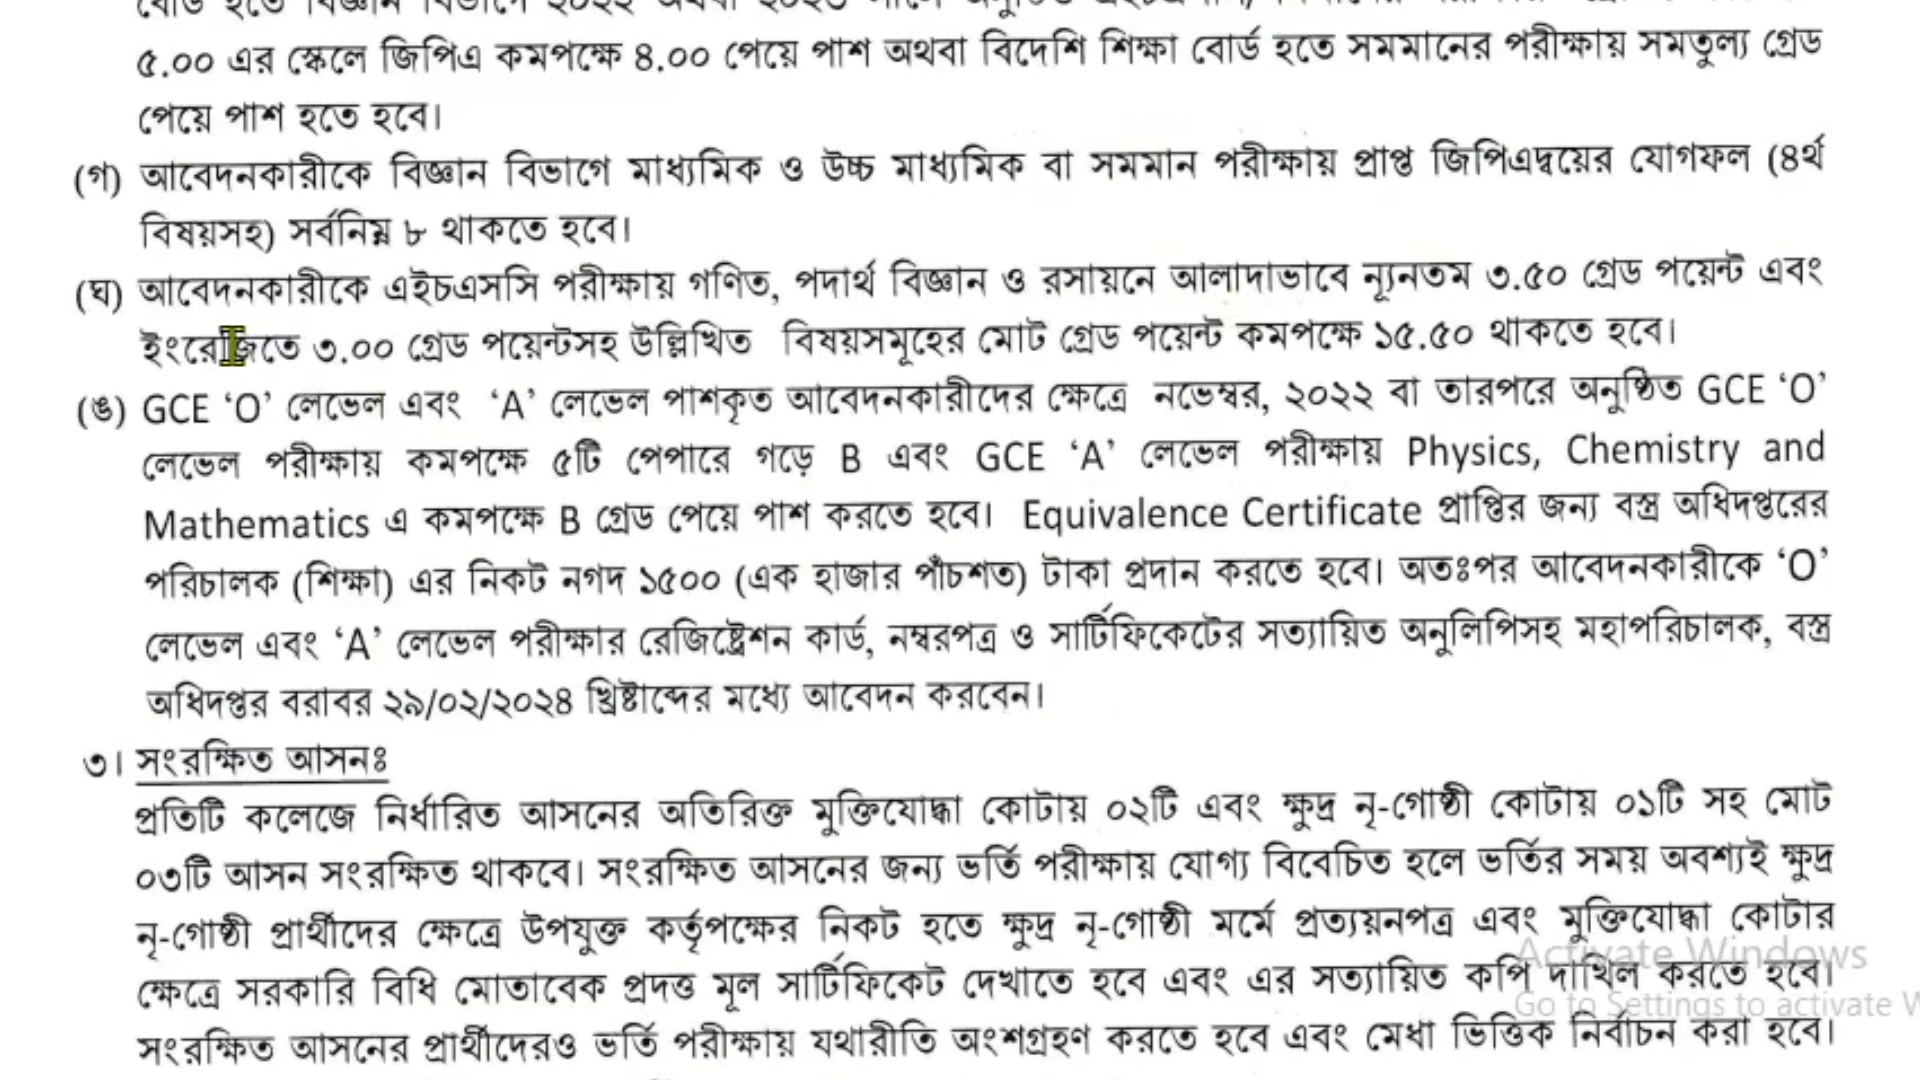 ৫.০০ এর স্কেলে জিপিএ কমপক্ষে ৪.০০ পেয়ে পাশ অথবা বিদেশি শিক্ষা বোর্ড হতে সমমানের পরীক্ষায় সমতুল্য গ্রেড
পেয়ে পাশ হতে হবে।
(গ) আবেদনকারীকে বিজ্ঞান বিভাগে মাধ্যমিক ও উচ্চ মাধ্যমিক বা সমমান পরীক্ষায় প্রাপ্ত জিপিএদ্বয়ের যোগফল (৪র্থ
বিষয়সহ) সর্বনিম্ন ৮ থাকতে হবে।
(ঘ) আবেদনকারীকে এইচএসসি পরীক্ষায় গণিত, পদার্থ বিজ্ঞান ও রসায়নে আলাদাভাবে ন্যূনতম ৩.৫০ গ্রেড পয়েন্ট এবং
ইংরেজিতে ৩.০০ গ্রেড পয়েন্টসহ উল্লিখিত বিষয়সমূহের মোট গ্রেড পয়েন্ট কমপক্ষে ১৫.৫০ থাকতে হবে।
(ঙ) GCE ‘O’ লেভেল এবং ‘A’ লেভেল পাশকৃত আবেদনকারীদের ক্ষেত্রে নভেম্বর, ২০২২ বা তারপরে অনুষ্ঠিত GCE ‘O’
লেভেল পরীক্ষায় কমপক্ষে ৫টি পেপারে গড়ে B এবং GCE ‘A’ লেভেল পরীক্ষায় Physics, Chemistry and
Mathematics এ কমপক্ষে B গ্রেড পেয়ে পাশ করতে হবে। Equivalence Certificate প্রাপ্তির জন্য বস্ত্র অধিদপ্তরের
পরিচালক (শিক্ষা) এর নিকট নগদ ১৫০০ (এক হাজার পাঁচশত) টাকা প্রদান করতে হবে। অতঃপর আবেদনকারীকে ‘O’
লেভেল এবং ‘A’ লেভেল পরীক্ষার রেজিষ্ট্রেশন কার্ড, নম্বরপত্র ও সার্টিফিকেটের সত্যায়িত অনুলিপিসহ মহাপরিচালক, বস্ত্র
অধিদপ্তর বরাবর ২৯/০২/২০২৪ খ্রিষ্টাব্দের মধ্যে আবেদন করবেন।
৩। সংরক্ষিত আসনঃ
প্রতিটি কলেজে নির্ধারিত আসনের অতিরিক্ত মুক্তিযোদ্ধা কোটায় ০২টি এবং ক্ষুদ্র নৃ-গোষ্ঠী কোটায় ০১টি সহ মোট
০৩টি আসন সংরক্ষিত থাকবে। সংরক্ষিত আসনের জন্য ভর্তি পরীক্ষায় যোগ্য বিবেচিত হলে ভর্তির সময় অবশ্যই ক্ষুদ্র
নৃ-গোষ্ঠী প্রার্থীদের ক্ষেত্রে উপযুক্ত কর্তৃপক্ষের নিকট হতে ক্ষুদ্র নৃ-গোষ্ঠী মর্মে প্রত্যয়নপত্র এবং মুক্তিযোদ্ধা কোটার
ক্ষেত্রে সরকারি বিধি মোতাবেক প্রদত্ত মূল সার্টিফিকেট দেখাতে হবে এবং এর সত্যায়িত কপি দাখিল করতে হবে।
সংরক্ষিত আসনের প্রার্থীদেরও ভর্তি পরীক্ষায় যথারীতি অংশগ্রহণ করতে হবে এবং মেধা ভিত্তিক নির্বাচন করা হবে।
Activate Windows
Go to Settings to activate W